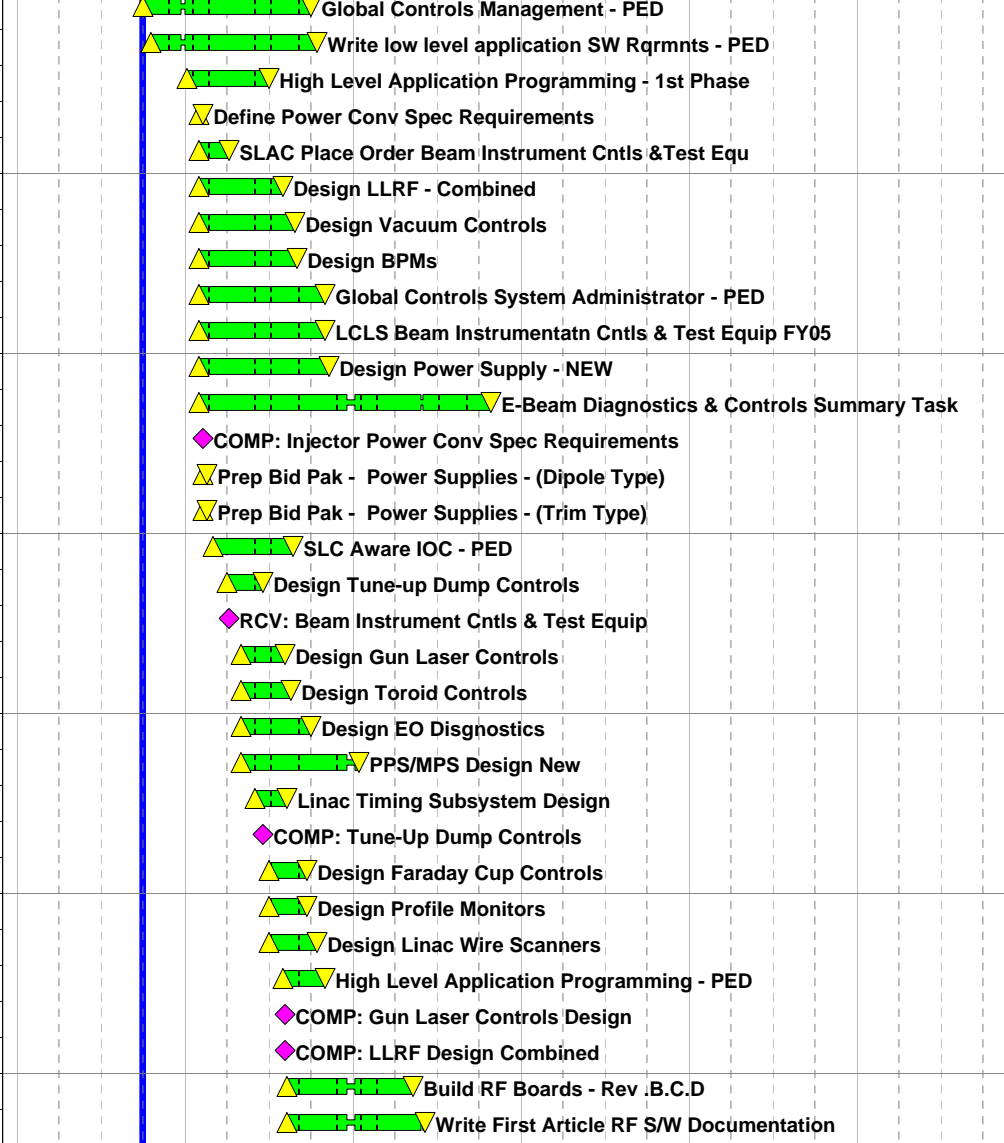 Global Controls Management - PED
Write low level application SW Rqrmnts - PED
High Level Application Programming - 1st Phase
Define Power Conv Spec Requirements
SLAC Place Order Beam Instrument Cntls &Test Equ
Design LLRF - Combined
Design Vacuum Controls
Design BPMs
Global Controls System Administrator - PED
LCLS Beam Instrumentatn Cntls & Test Equip FY05
Design Power Supply - NEW
E-Beam Diagnostics & Controls Summary Task
COMP: Injector Power Conv Spec Requirements
Prep Bid Pak -  Power Supplies - (Dipole Type)
Prep Bid Pak -  Power Supplies - (Trim Type)
SLC Aware IOC - PED
Design Tune-up Dump Controls
RCV: Beam Instrument Cntls & Test Equip
Design Gun Laser Controls
Design Toroid Controls
Design EO Disgnostics
PPS/MPS Design New
Linac Timing Subsystem Design
COMP: Tune-Up Dump Controls
Design Faraday Cup Controls
Design Profile Monitors
Design Linac Wire Scanners
High Level Application Programming - PED
COMP: Gun Laser Controls Design
COMP: LLRF Design Combined
Build RF Boards - Rev .B.C.D
Write First Article RF S/W Documentation